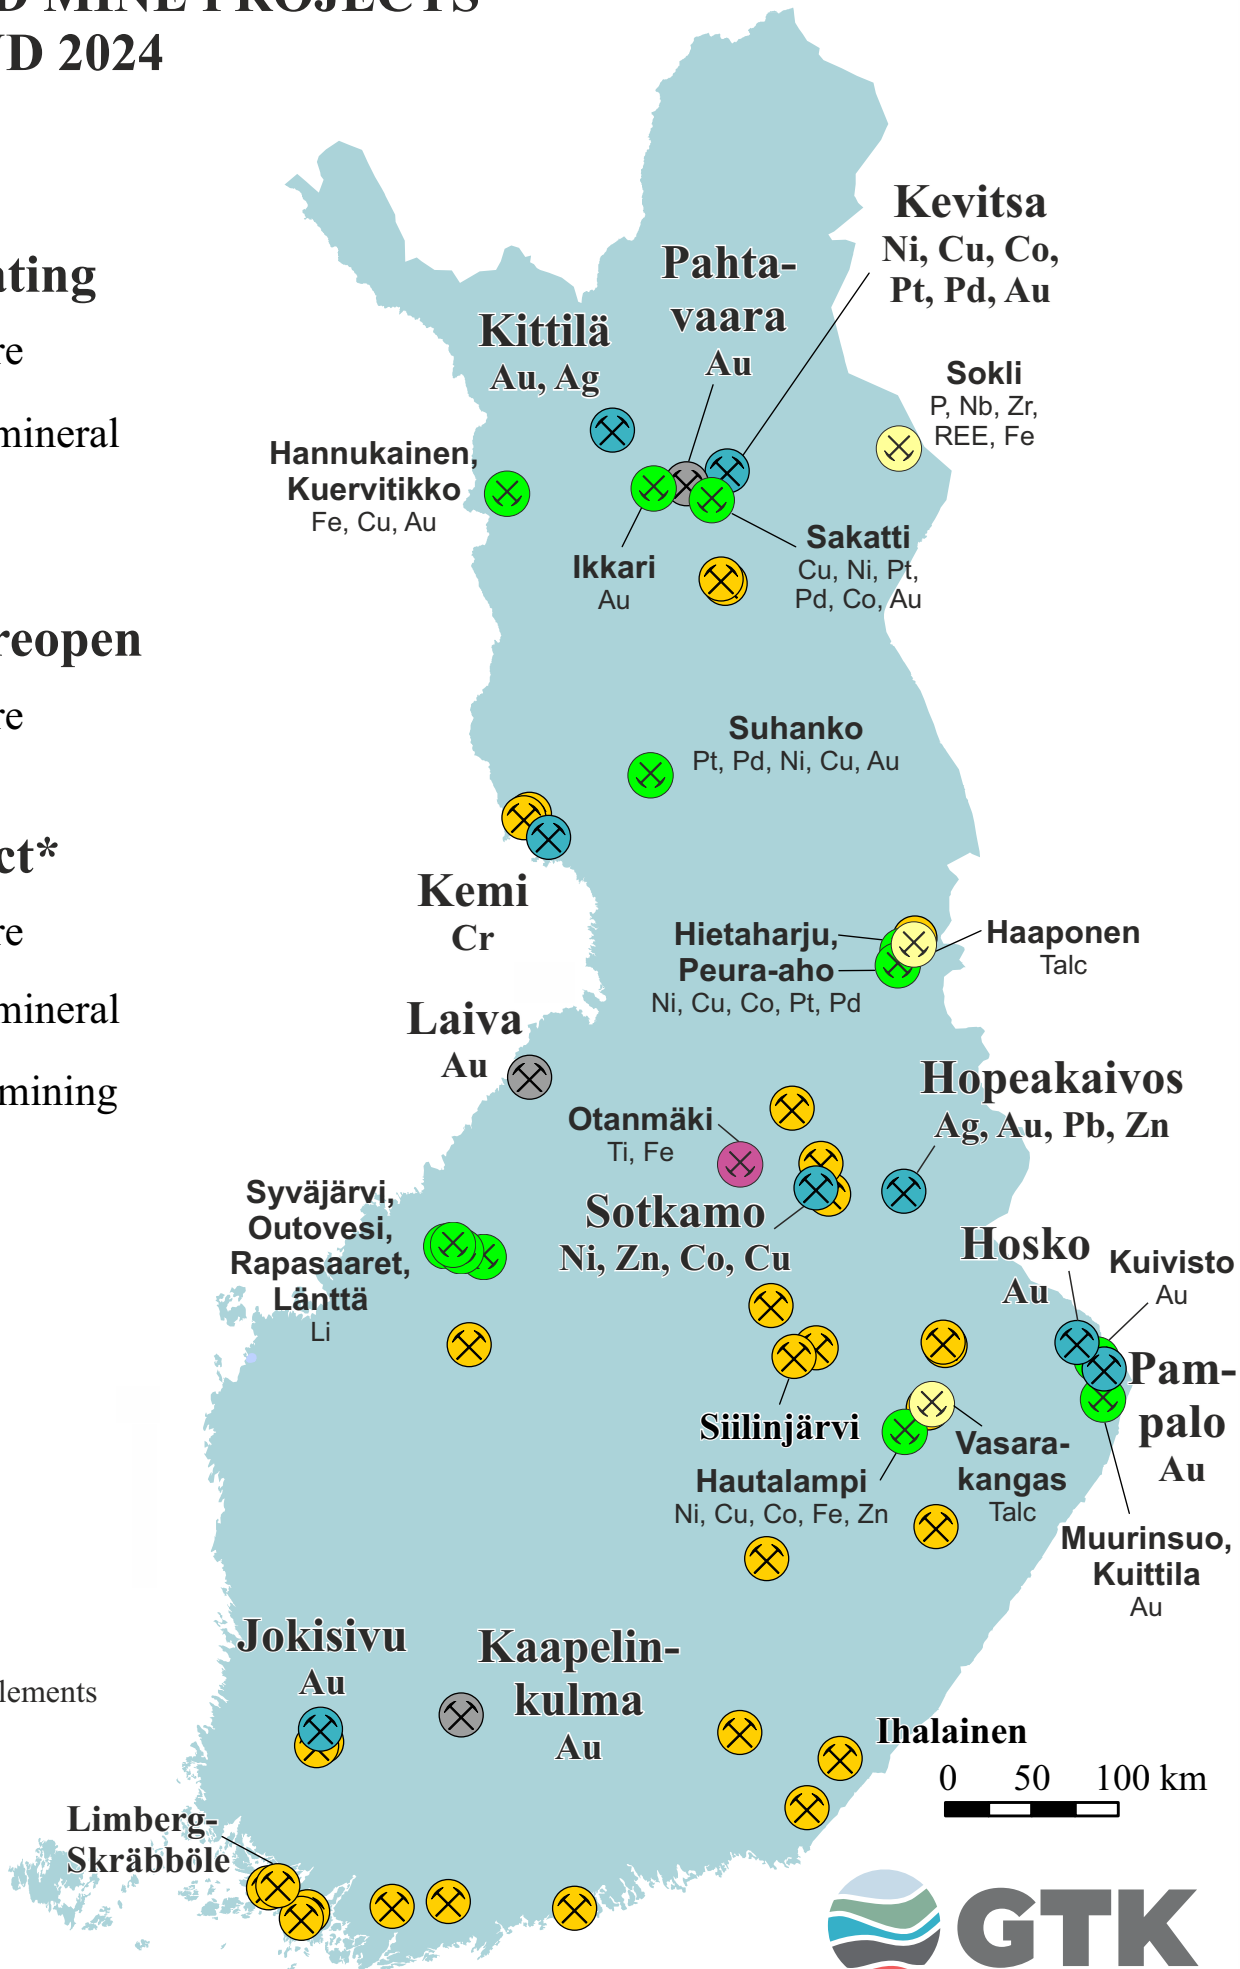 D MINE PROJECTS
ND 2024
ating
re
mineral
reopen
re
ct*
re
mineral
mining
lements
Kevitsa
Ni, Cu, Co,
Pt, Pd, Au
Pahta-
vaara
Au
Kittilä
Au, Ag
Sokli
P, Nb, Zr,
REE, Fe
Hannukainen,
Kuervitikko
Fe, Cu, Au
Ikkari
Au
Sakatti
Cu, Ni, Pt,
Pd, Co, Au
Suhanko
Pt, Pd, Ni, Cu, Au
Kemi
Cr
Hietaharju,
Peura-aho
Ni, Cu, Co, Pt, Pd
Haaponen
Talc
Laiva
Au
Hopeakaivos
Ag, Au, Pb, Zn
Otanmäki
Ti, Fe
Syväjärvi,
Outovesi,
Rapasaaret,
Länttä
Li
Sotkamo
Ni, Zn, Co, Cu
Hosko
Au
Kuivisto
Au
Pam-
palo
Au
Siilinjärvi
Vasara-
kangas
Talc
Hautalampi
Ni, Cu, Co, Fe, Zn
Muurinsuo,
Kuittila
Au
Jokisivu
Au
Kaapelin-
kulma
Au
Ihalainen
0 50 100 km
Limberg-
Skräbböle
GTK